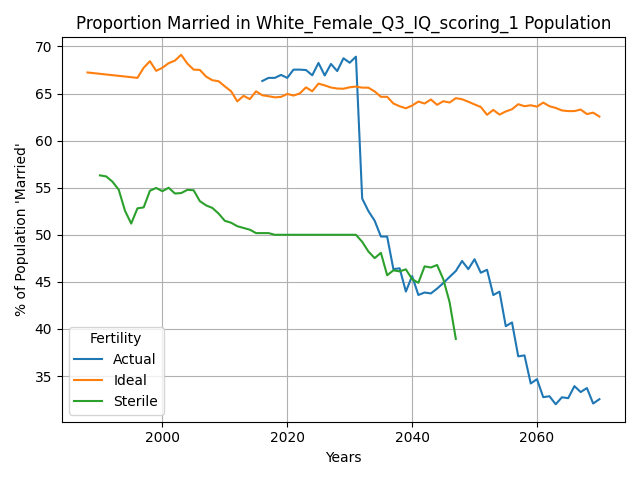 Proportion Married in White_Female_Q3_IQ_scoring_1 Population
% of Population 'Married'
70
65
60
55
50
45
40
35
Fertility
Actual
Ideal
Sterile
2000
2020
2040
2060
Years